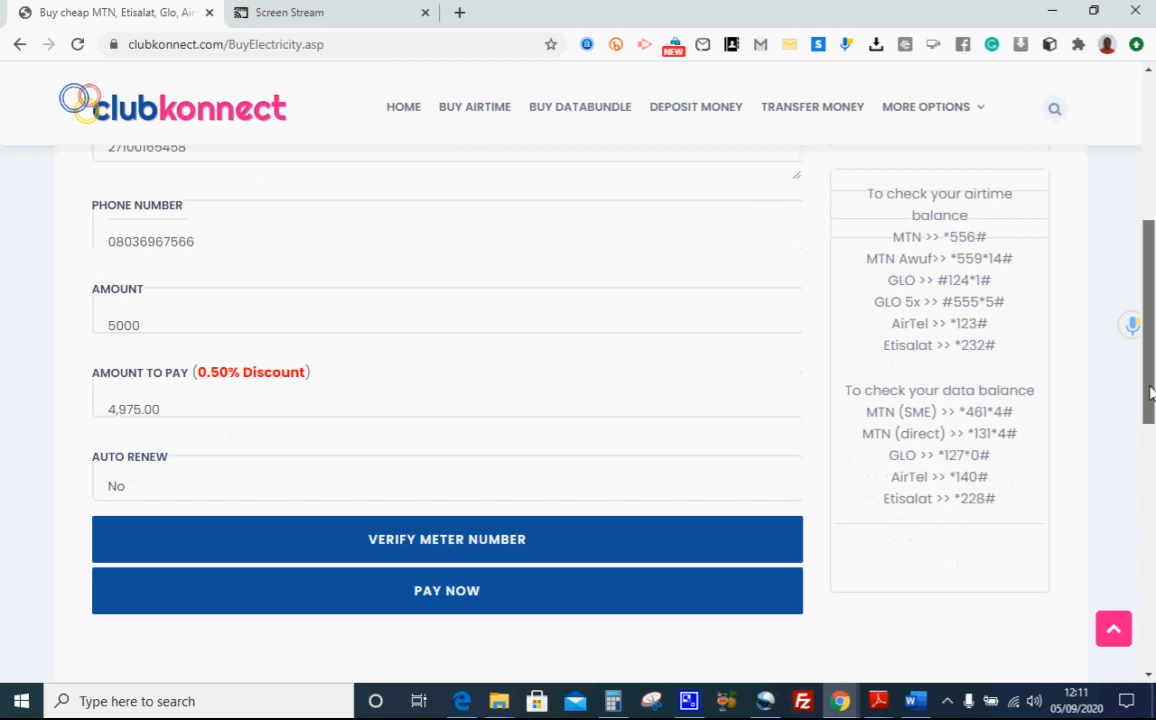 Buy cheap MTN, Etisalat, Glo, Air
Screen Stream
clubkonnect.com/BuyElectricity.asp
NEW
clubkonnect
HOME
BUY AIRTIME
BUY DATABUNDLE
DEPOSIT MONEY
TRANSFER MONEY
MORE OPTIONS
27100165458
PHONE NUMBER
08036967566
AMOUNT
5000
AMOUNT TO PAY (0.50% Discount)
4,975.00
AUTO RENEW
No
VERIFY METER NUMBER
PAY NOW
To check your airtime
balance
MTN >> *556#
MTN Awuf>> *559*14#
GLO >> #124*1#
GLO 5x >> #555*5#
AirTel >> *123#
Etisalat >> *232#
To check your data balance
MTN (SME) >> *461*4#
MTN (direct) >> *131*4#
GLO >> *127*0#
AirTel >> *140#
Etisalat >> *228#
Type here to search
12:11
05/09/2020